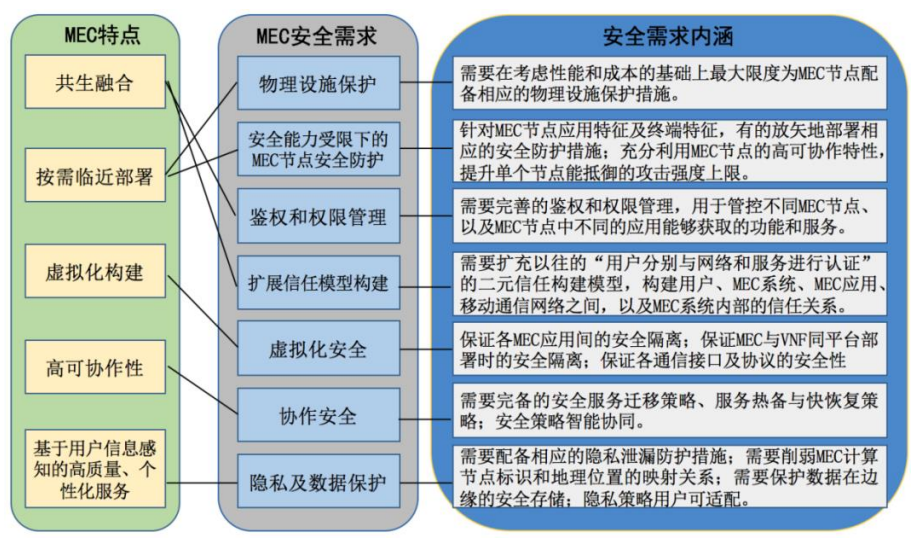 MEC特点
共生融合
按需临近部署
虚拟化构建
高可协作性
基于用户信息感
知的高质量、个
性化服务
MEC安全需求
物理设施保护
安全能力受限下的
MEC节点安全防护
鉴权和权限管理
扩展信任模型构建
虚拟化安全
协作安全
隐私及数据保护
安全需求内涵
需要在考虑性能和成本的基础上最大限度为MEC节点配
备相应的物理设施保护措施。
针对MEC节点应用特征及终端特征，有的放矢地部署相
应的安全防护措施；充分利用MEC节点的高可协作特性，
提升单个节点能抵御的攻击强度上限。
需要完善的鉴权和权限管理，用于管控不同MEC节点、
以及MEC节点中不同的应用能够获取的功能和服务。
需要扩充以往的“用户分别与网络和服务进行认证”
的二元信任构建模型，构建用户、MEC系统、MEC应用、
移动通信网络之间，以及MEC系统内部的信任关系。
保证各MEC应用间的安全隔离；保证MEC与VNF同平台部
署时的安全隔离；保证各通信接口及协议的安全性
需要完备的安全服务迁移策略、服务热备与快恢复策
略；安全策略智能协同。
需要配备相应的隐私泄漏防护措施；需要削弱MEC计算
节点标识和地理位置的映射关系；需要保护数据在边
缘的安全存储；隐私策略用户可适配。